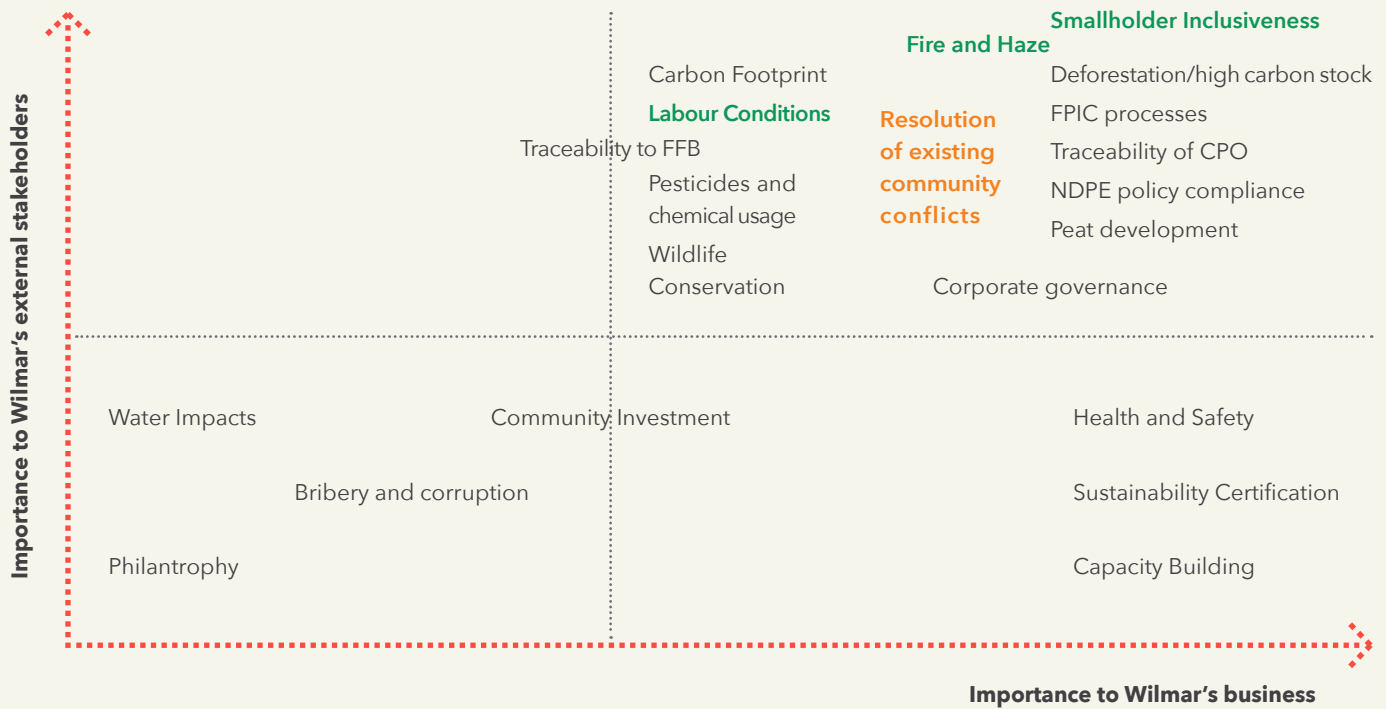 Importance to Wilmar's external stakeholders
Smallholder Inclusiveness
Fire and Haze
Carbon Footprint
Deforestation/high carbon stock
Labour Conditions
Resolution
of existing
community
conflicts
FPIC processes
Traceability to FFB
Traceability of CPO
Pesticides and
chemical usage
NDPE policy compliance
Peat development
Wildlife
Conservation
Corporate governance
Water Impacts
Community Investment
Health and Safety
Bribery and corruption
Sustainability Certification
Philantrophy
Capacity Building
Importance to Wilmar's business